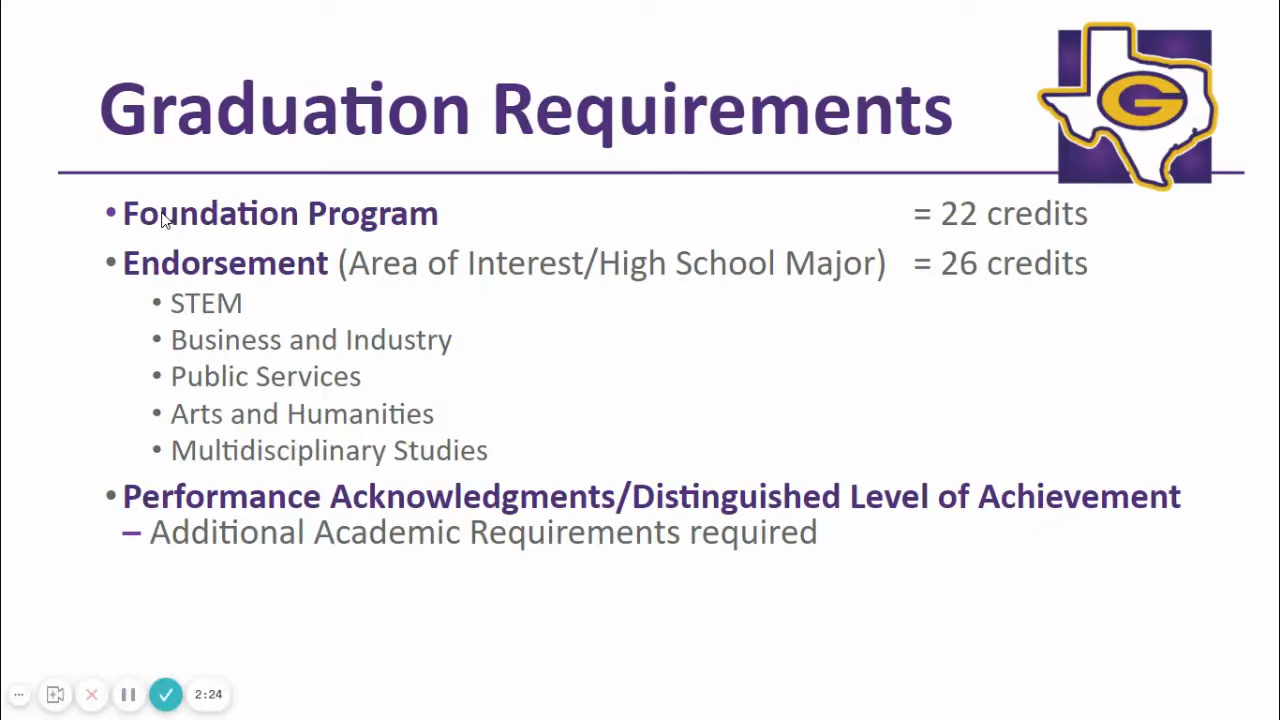 Graduation Requirements
G
• Foundation Program = 22 credits
• Endorsement (Area of Interest/High School Major) = 26 credits
• STEM
• Business and Industry
• Public Services
• Arts and Humanities
• Multidisciplinary Studies
• Performance Acknowledgments/Distinguished Level of Achievement
– Additional Academic Requirements required
2:24